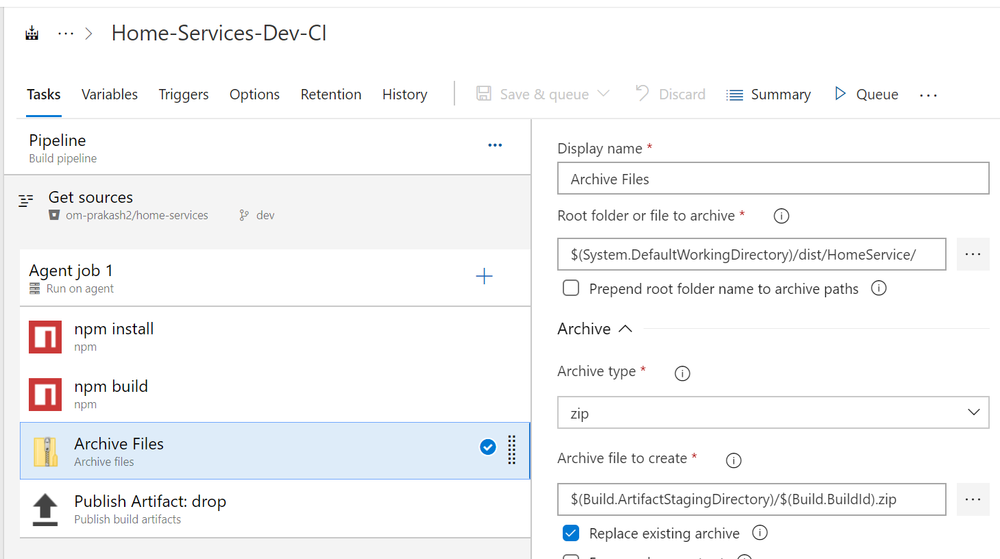 Home-Services-Dev-CI
Tasks
Variables
Triggers
Options
Retention
History
Save & queue
Discard
Summary
Queue
Pipeline
Build pipeline
Get sources
om-prakash2/home-services
dev
Agent job 1
Run on agent
npm install
npm
npm build
npm
Archive Files
Archive files
Publish Artifact: drop
Publish build artifacts
Display name *
Archive Files
Root folder or file to archive *
$(System.DefaultWorkingDirectory)/dist/HomeService/
Prepend root folder name to archive paths
Archive
Archive type *
zip
Archive file to create *
$(Build.ArtifactStagingDirectory)/$(Build.BuildId).zip
Replace existing archive